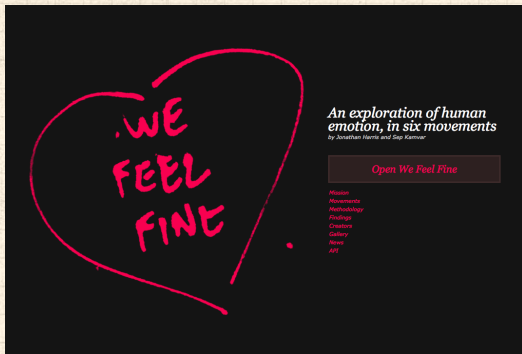 WE
FEEL
FINE
An exploration of human
emotion, in six movements
by Jonathan Harris and Sep Kamvar
Open We Feel Fine
Mission
Movements
Methodology
Findings
Creators
Gallery
News
API